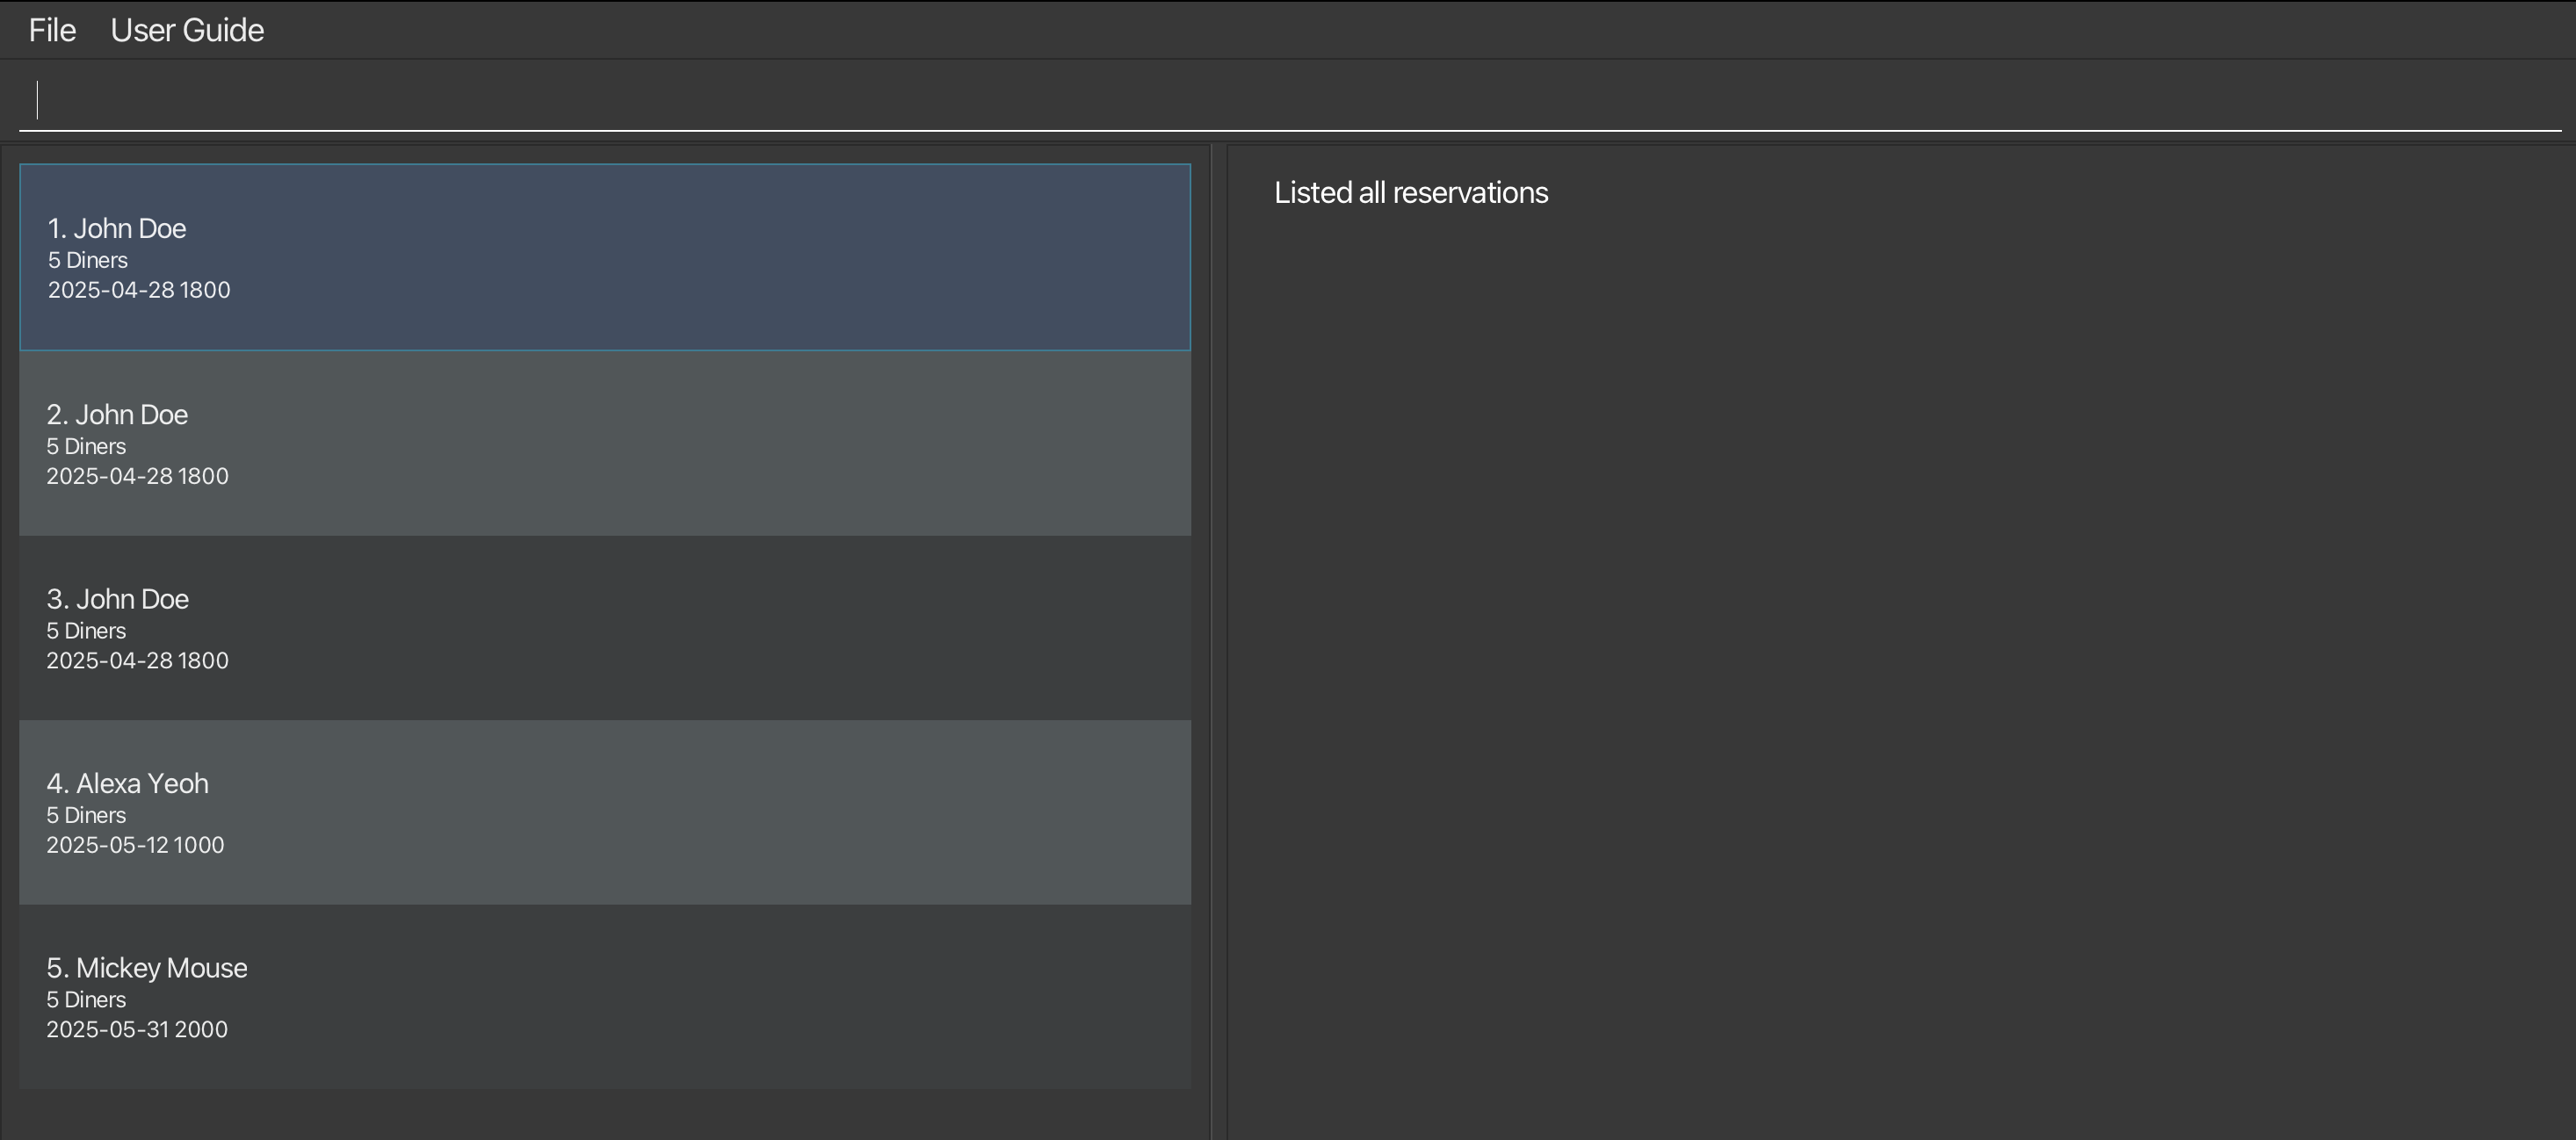 File User Guide
1. John Doe
5 Diners
2025-04-28 1800
2. John Doe
5 Diners
2025-04-28 1800
3. John Doe
5 Diners
2025-04-28 1800
4. Alexa Yeoh
5 Diners
2025-05-12 1000
5. Mickey Mouse
5 Diners
2025-05-31 2000
Listed all reservations